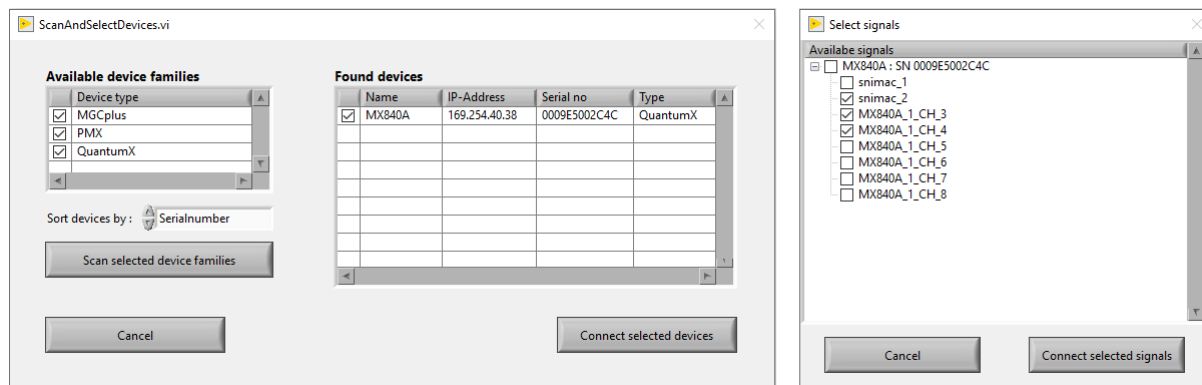 ScanAndSelectDevices.vi
Available device families
Device type
MGCplus
PMX
QuantumX
Sort devices by : Serialnumber
Scan selected device families
Cancel
Found devices
Name IP-Address Serial no Type
MX840A 169.254.40.38 0009E5002C4C QuantumX
Connect selected devices
Select signals
Availabe signals
MX840A : SN 0009E5002C4C
snimac_1
snimac_2
MX840A_1_CH_3
MX840A_1_CH_4
MX840A_1_CH_5
MX840A_1_CH_6
MX840A_1_CH_7
MX840A_1_CH_8
Cancel
Connect selected signals